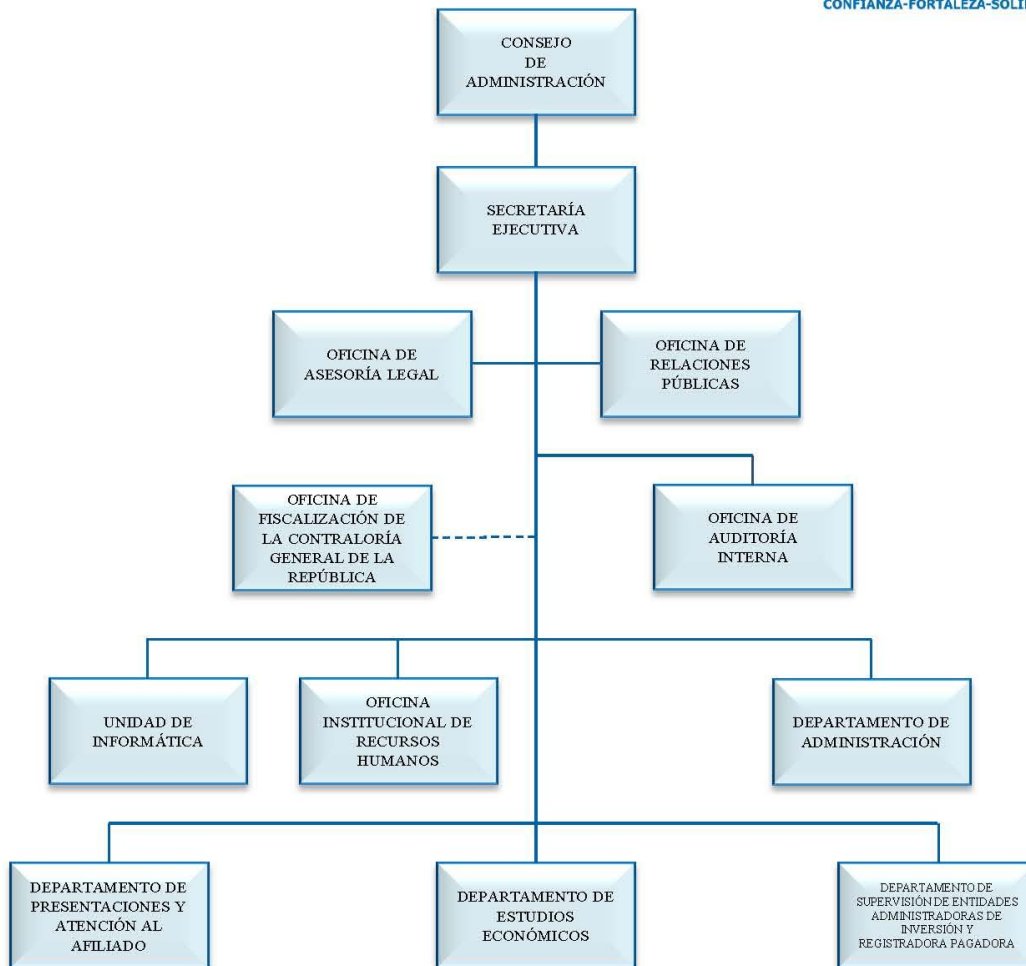 CONFIANZA-FORTALEZA-
CONSEJO
DE
ADMINISTRACIÓN
SECRETARÍA
EJECUTIVA
OFICINA DE
ASESORÍA LEGAL
OFICINA DE
RELACIONES
PÚBLICAS
OFICINA DE
FISCALIZACIÓN DE
LA CONTRALORÍA
GENERAL DE LA
REPÚBLICA
OFICINA DE
AUDITORÍA
INTERNA
UNIDAD DE
INFORMÁTICA
OFICINA
INSTITUCIONAL DE
RECURSOS
HUMANOS
DEPARTAMENTO DE
ADMINISTRACIÓN
DEPARTAMENTO DE
PRESENTACIONES Y
ATENCIÓN AL
AFILIADO
DEPARTAMENTO DE
ESTUDIOS
ECONÓMICOS
DEPARTAMENTO DE
SUPERVISIÓN DE ENTIDADES
ADMINISTRADORAS DE
INVERSIÓN Y
REGISTRADORA PAGADORA